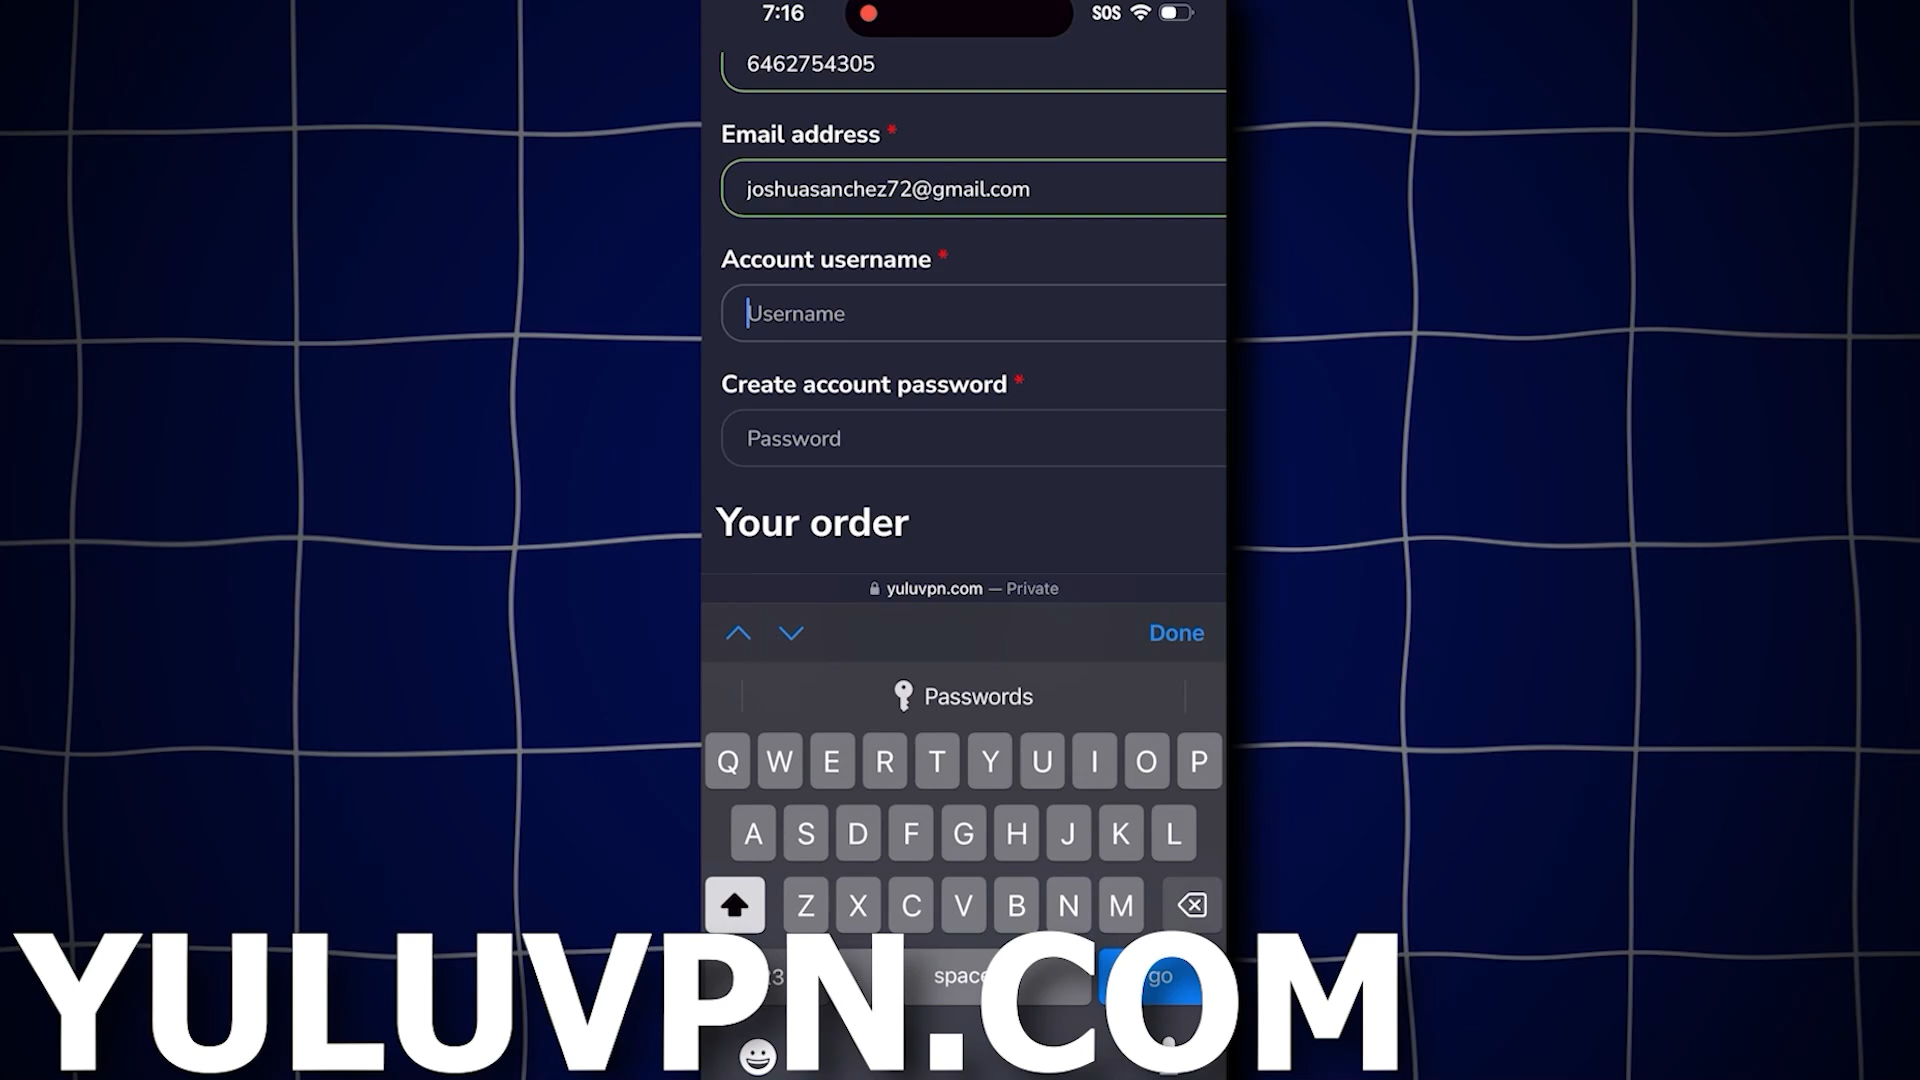 7:16
SOS
6462754305
Email address *
joshuasanchez72@gmail.com
Account username *
Username
Create account password *
Password
Your order
yuluvpn.com — Private
Done
Passwords
Q W E R T Y U I O P
A S D F G H J K L
Z X C V B N M
space go
YULUVPN.COM